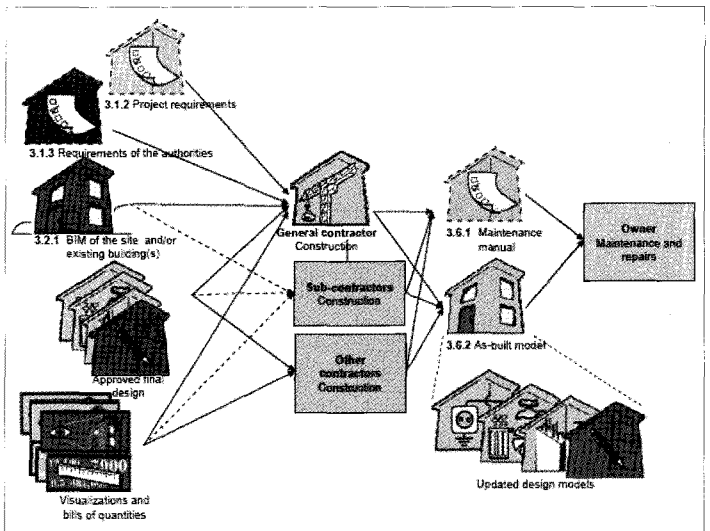 3.1.2 Project requirements
3.1.3 Requirements of the authorities
3.2.1 BIM of the site and/or
existing building(s)
General contractor
Construction
Sub-contractors
Construction
Other
contractors
Construction
3.6.1 Maintenance
manual
Owner
Maintenance and
repairs
3.6.2 As-built model
Approved final
design
Updated design models
Visualizations and
bills of quantities